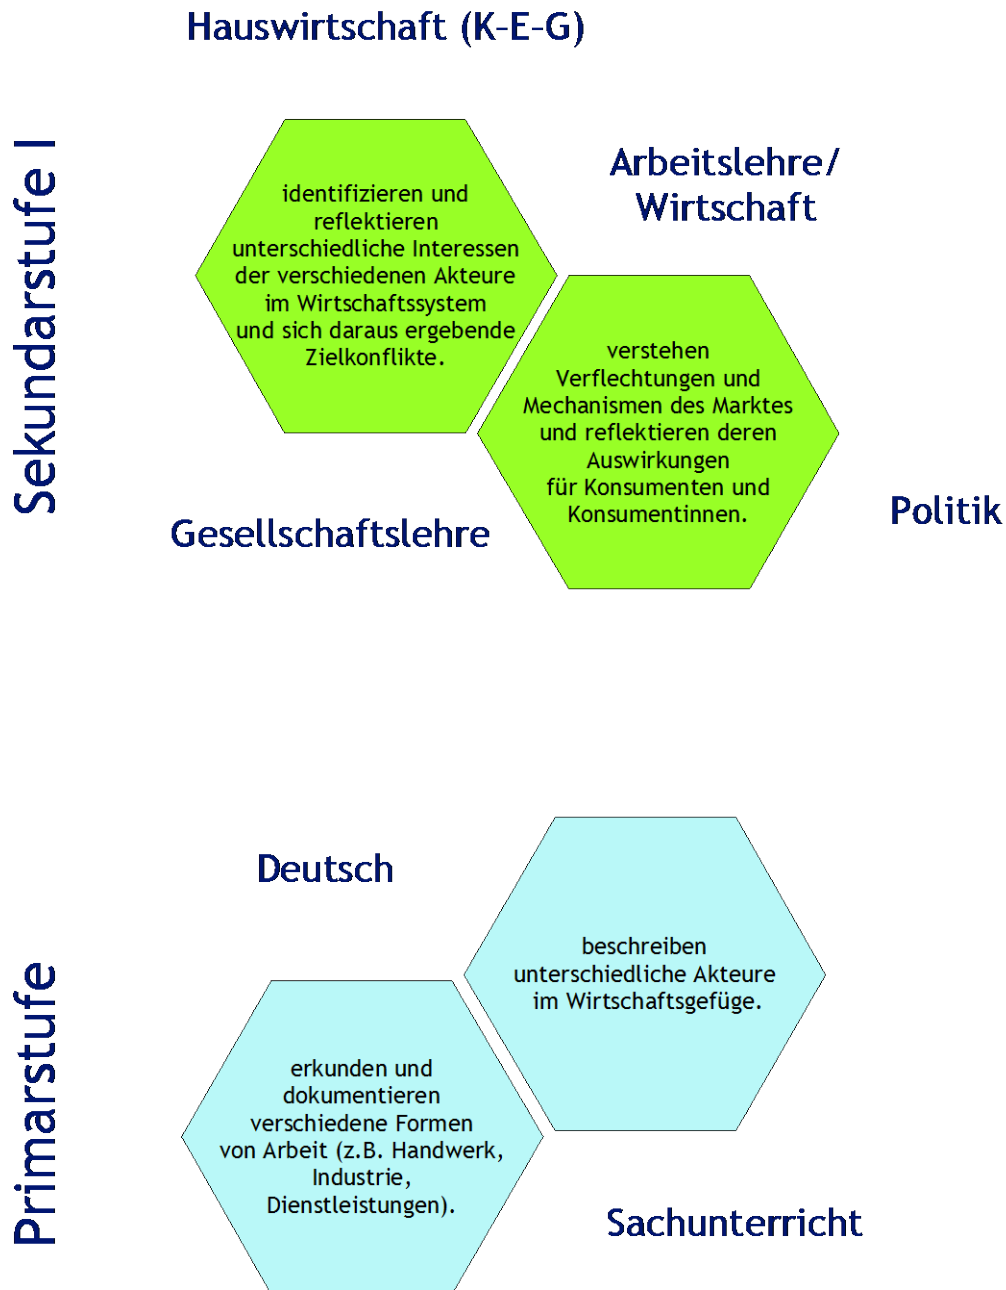 Hauswirtschaft (K-E-G)
Sekundarstufe I
identifizieren und
reflektieren
unterschiedliche Interessen
der verschiedenen Akteure
im Wirtschaftssystem
und sich daraus ergebende
Zielkonflikte.
Arbeitslehre/
Wirtschaft
verstehen
Verflechtungen und
Mechanismen des Marktes
und reflektieren deren
Auswirkungen
für Konsumenten und
Konsumentinnen.
Gesellschaftslehre
Politik
Primarstufe
Deutsch
beschreiben
unterschiedliche Akteure
im Wirtschaftsgefüge.
erkunden und
dokumentieren
verschiedene Formen
von Arbeit (z.B. Handwerk,
Industrie,
Dienstleistungen).
Sachunterricht